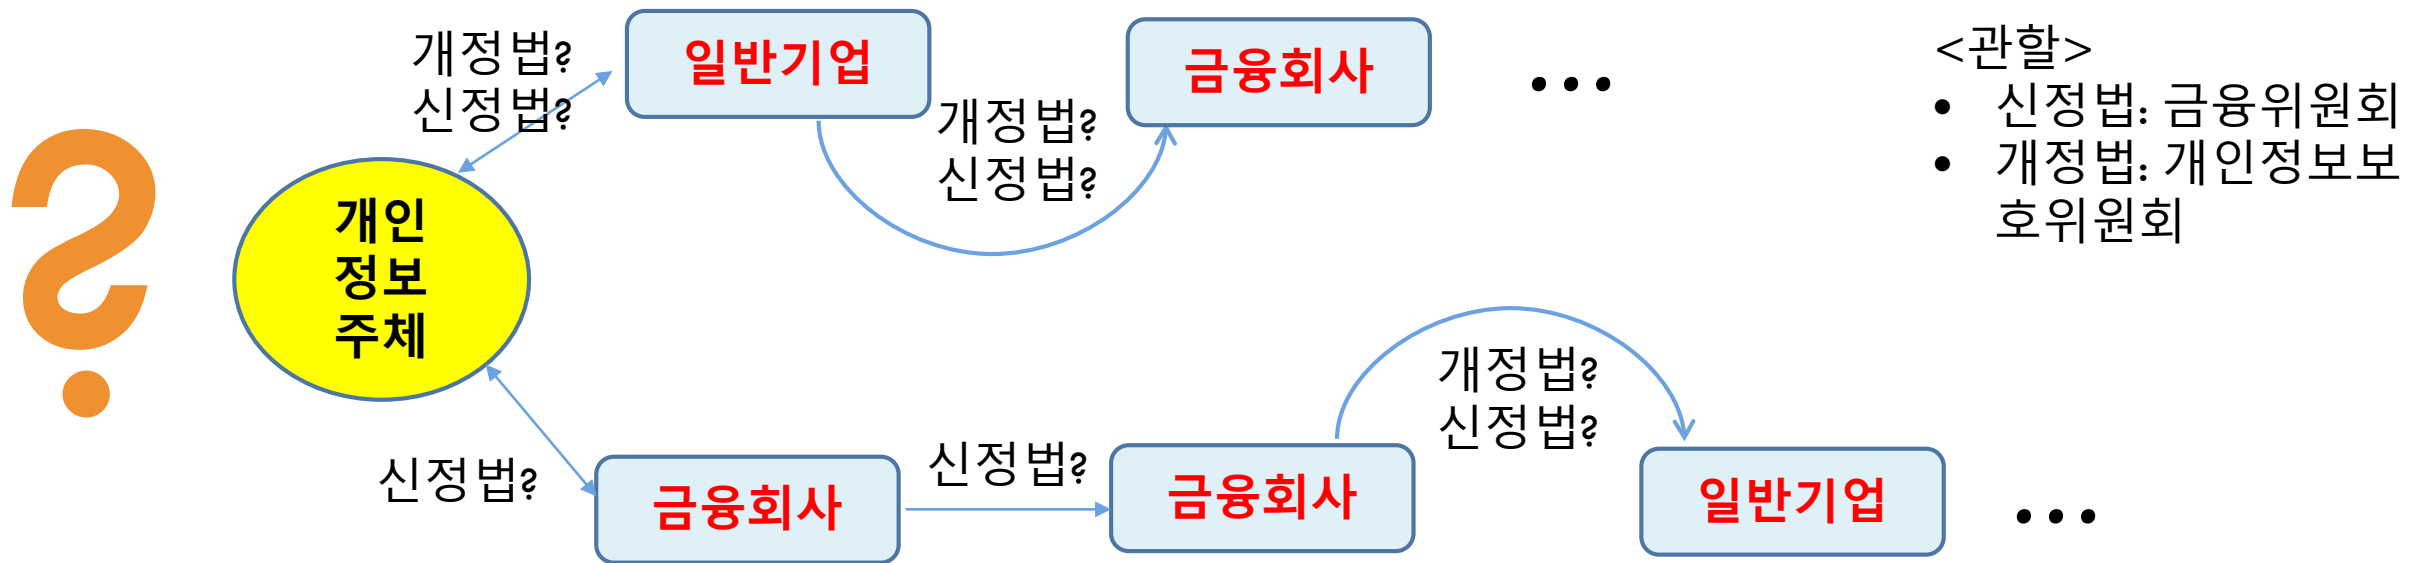 개정법?
신정법?
일반기업
개정법?
신정법?
금융회사
...
<관할>
• 신정법: 금융위원회
• 개정법: 개인정보보
호위원회
?
개인
정보
주체
신정법?
금융회사
신정법?
금융회사
개정법?
신정법?
일반기업
...